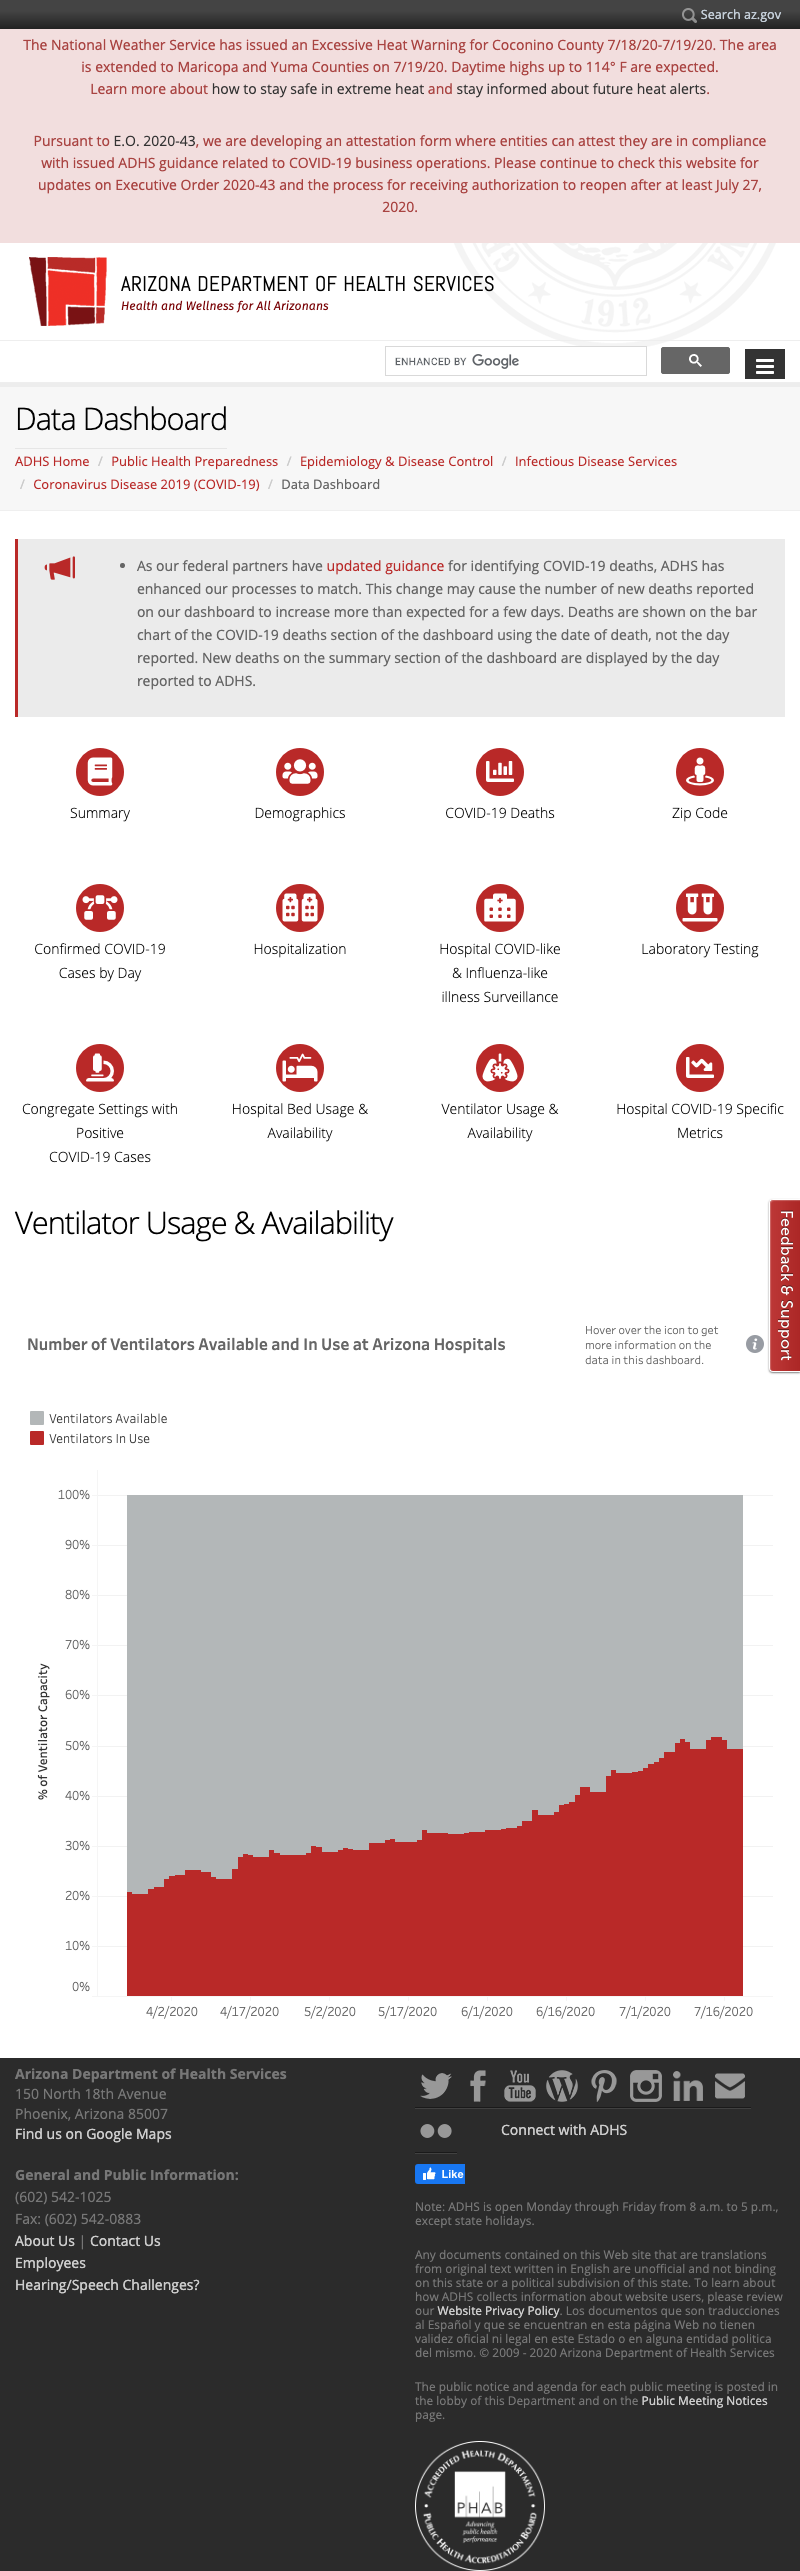 Search az.gov
The National Weather Service has issued an Excessive Heat Warning for Coconino County 7/18/20-7/19/20. The area
is extended to Maricopa and Yuma Counties on 7/19/20. Daytime highs up to 114° F are expected.
Learn more about how to stay safe in extreme heat and stay informed about future heat alerts.
Pursuant to E.O. 2020-43, we are developing an attestation form where entities can attest they are in compliance
with issued ADHS guidance related to COVID-19 business operations. Please continue to check this website for
updates on Executive Order 2020-43 and the process for receiving authorization to reopen after at least July 27,
2020.
ARIZONA DEPARTMENT OF HEALTH SERVICES
Health and Wellness for All Arizonans
1912
ENHANCED BY Google
Data Dashboard
ADHS Home / Public Health Preparedness / Epidemiology & Disease Control / Infectious Disease Services
/ Coronavirus Disease 2019 (COVID-19) / Data Dashboard
• As our federal partners have updated guidance for identifying COVID-19 deaths, ADHS has
enhanced our processes to match. This change may cause the number of new deaths reported
on our dashboard to increase more than expected for a few days. Deaths are shown on the bar
chart of the COVID-19 deaths section of the dashboard using the date of death, not the day
reported. New deaths on the summary section of the dashboard are displayed by the day
reported to ADHS.
Summary
Demographics
COVID-19 Deaths
Zip Code
Confirmed COVID-19
Cases by Day
Hospitalization
Hospital COVID-like
& Influenza-like
illness Surveillance
Laboratory Testing
Congregate Settings with
Positive
COVID-19 Cases
Hospital Bed Usage &
Availability
Ventilator Usage &
Availability
Hospital COVID-19 Specific
Metrics
Ventilator Usage & Availability
Feedback & Support
Number of Ventilators Available and In Use at Arizona Hospitals
Hover over the icon to get
more information on the
data in this dashboard.
i
Ventilators Available
Ventilators In Use
% of Ventilator Capacity
100%
90%
80%
70%
60%
50%
40%
30%
20%
10%
0%
4/2/2020 4/17/2020 5/2/2020 5/17/2020 6/1/2020 6/16/2020 7/1/2020 7/16/2020
Arizona Department of Health Services
150 North 18th Avenue
Phoenix, Arizona 85007
Find us on Google Maps
General and Public Information:
(602) 542-1025
Fax: (602) 542-0883
About Us | Contact Us
Employees
Hearing/Speech Challenges?
You
Tube
Connect with ADHS
Like
Note: ADHS is open Monday through Friday from 8 a.m. to 5 p.m.,
except state holidays.
Any documents contained on this Web site that are translations
from original text written in English are unofficial and not binding
on this state or a political subdivision of this state. To learn about
how ADHS collects information about website users, please review
our Website Privacy Policy. Los documentos que son traducciones
al Español y que se encuentran en esta página Web no tienen
validez oficial ni legal en este Estado o en alguna entidad politica
del mismo. © 2009 - 2020 Arizona Department of Health Services
The public notice and agenda for each public meeting is posted in
the lobby of this Department and on the Public Meeting Notices
page.
ACCREDITED HEALTH DEPARTMENT
PHAB
Advancing
public health
performance
PUBLIC HEALTH ACCREDITATION BOARD